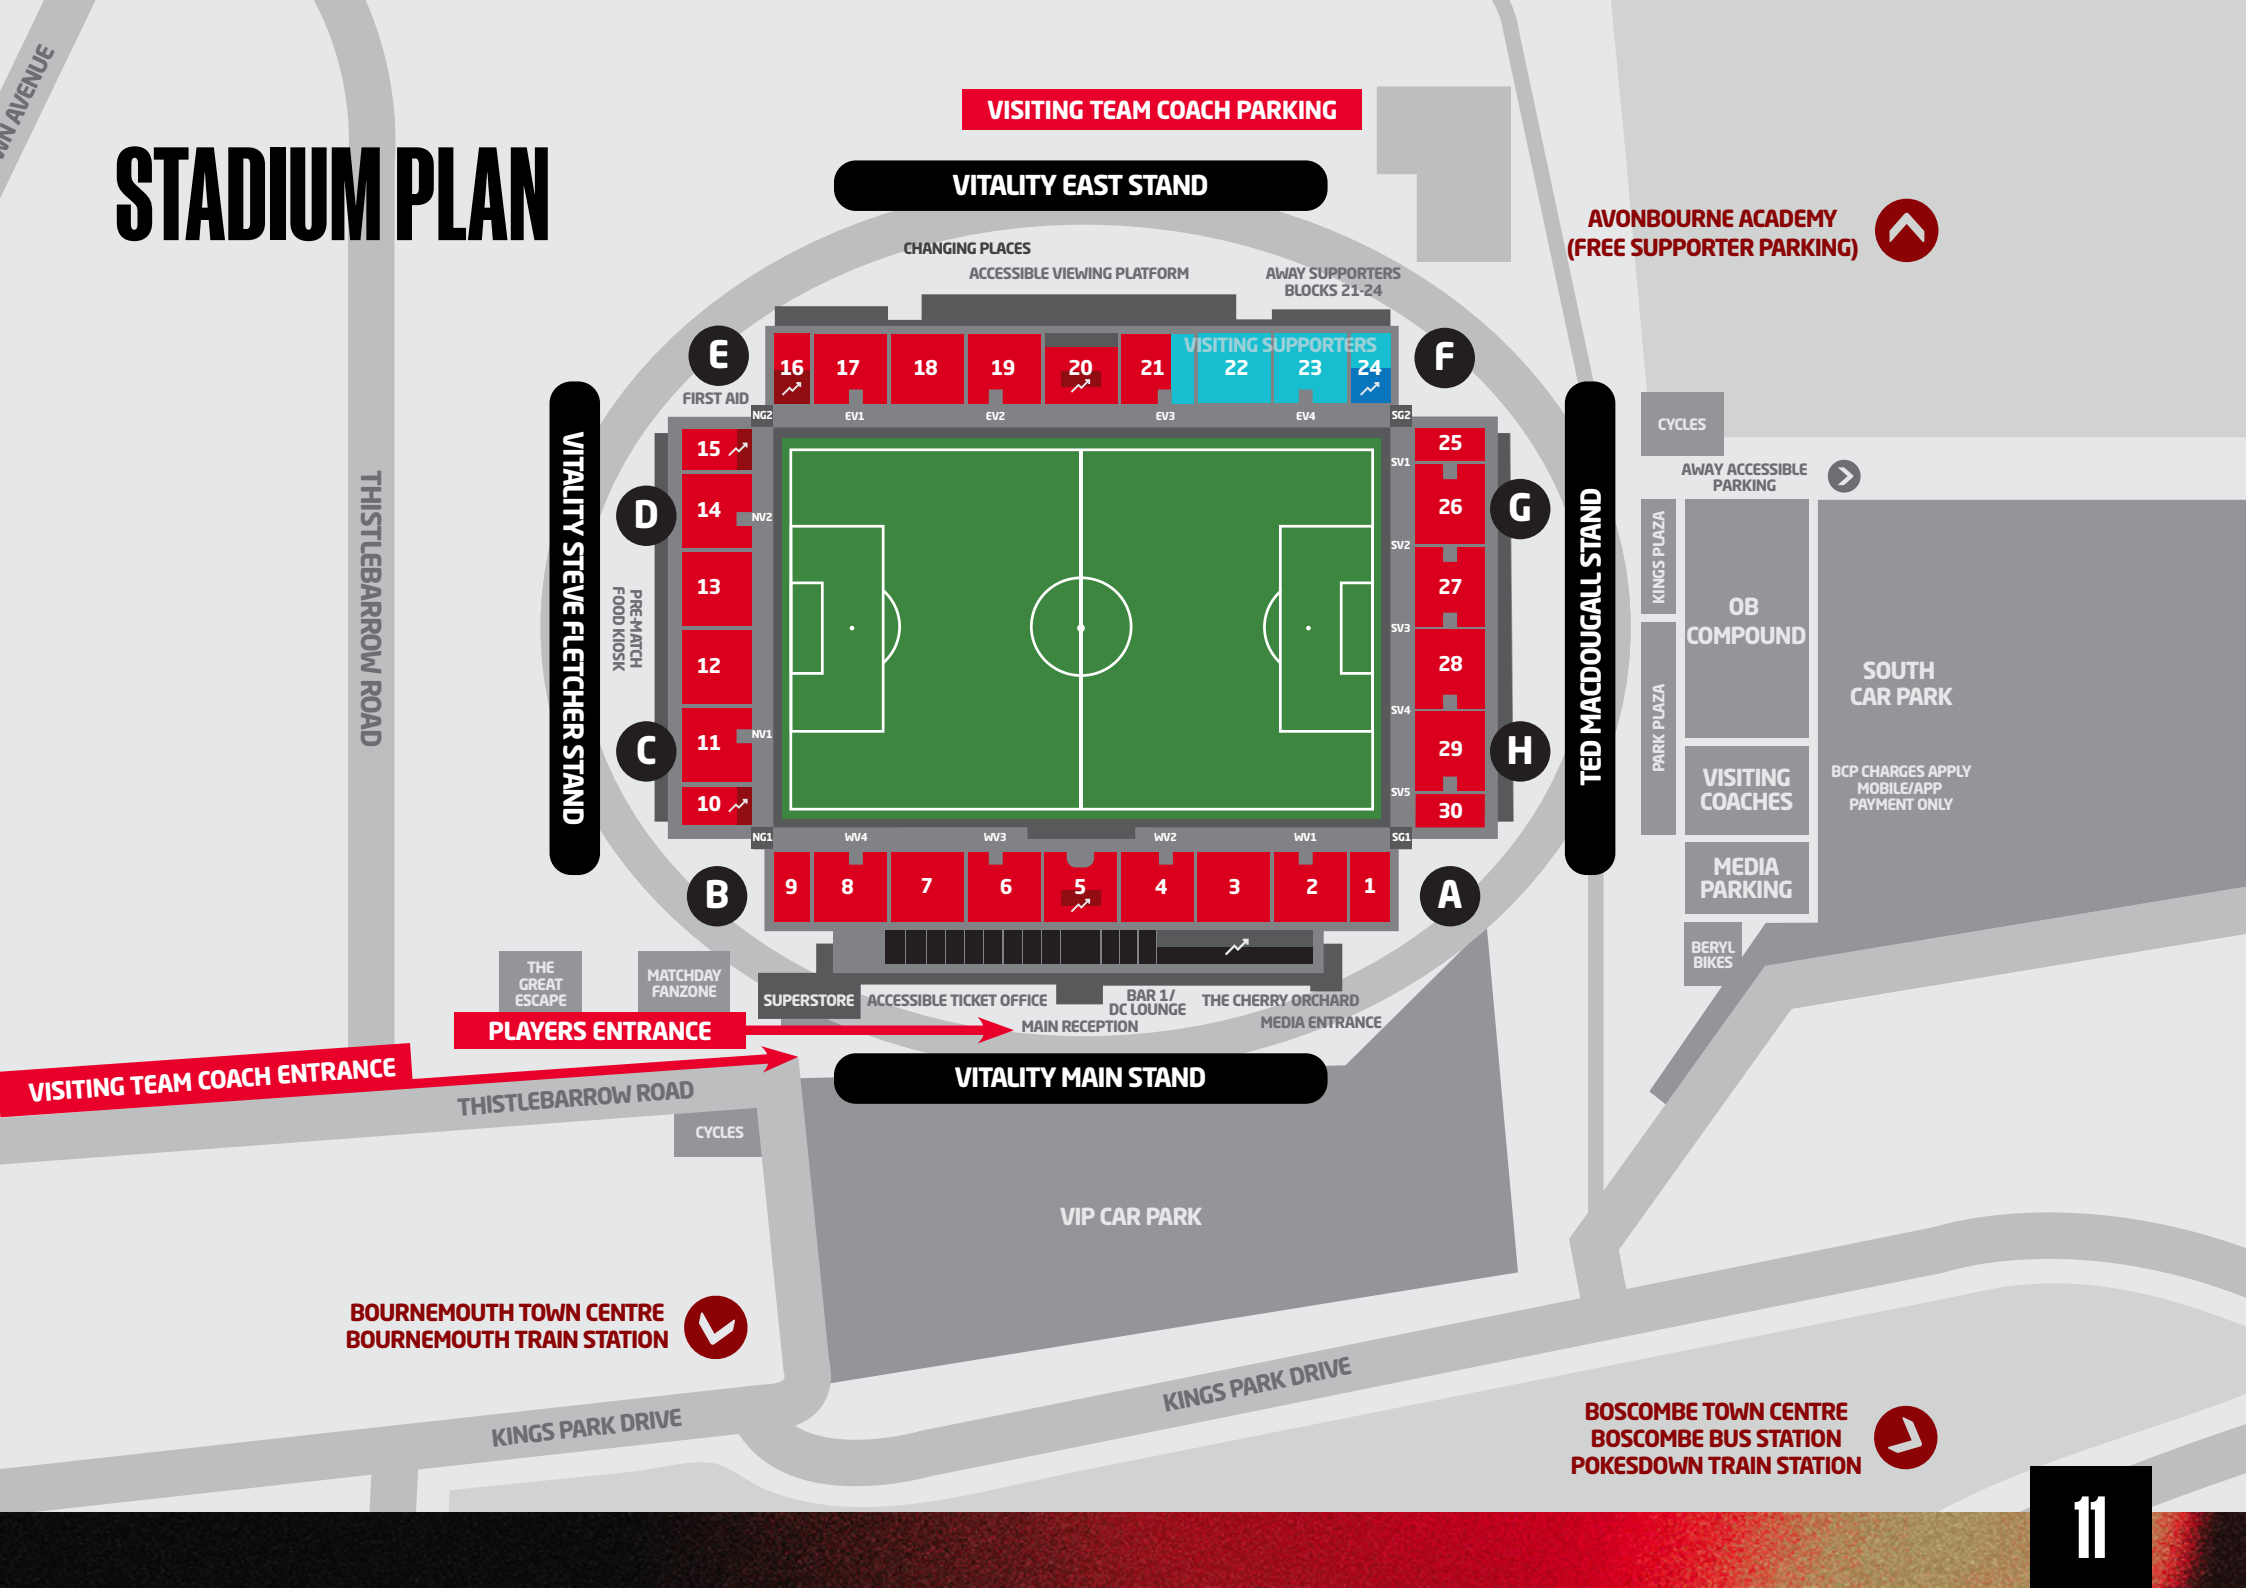 WN AVENUE
STADIUM PLAN
VISITING TEAM COACH PARKING
VITALITY EAST STAND
AVONBOURNE ACADEMY
(FREE SUPPORTER PARKING)
CHANGING PLACES
ACCESSIBLE VIEWING PLATFORM
AWAY SUPPORTERS
BLOCKS 21-24
E
FIRST AID
F
VISITING SUPPORTERS
16 17 18 19 20 21 22 23 24
NG2 EV1 EV2 EV3 EV4 SG2
VITALITY STEVE FLETCHER STAND
THISTLEBARROW ROAD
D
PRE-MATCH
FOOD KIOSK
C
15
14
13
12
11
10
NV2
NV1
25
26
27
28
29
30
SV1
SV2
SV3
SV4
SV5
G
H
TED MACDOUGALL STAND
CYCLES
AWAY ACCESSIBLE
PARKING
KINGS PLAZA
PARK PLAZA
OB
COMPOUND
SOUTH
CAR PARK
VISITING
COACHES
BCP CHARGES APPLY
MOBILE/APP
PAYMENT ONLY
MEDIA
PARKING
BERYL
BIKES
NG1 WV4 WV3 WV2 WV1 SG1
B
9 8 7 6 5 4 3 2 1
A
THE
GREAT
ESCAPE
MATCHDAY
FANZONE
SUPERSTORE
ACCESSIBLE TICKET OFFICE
BAR 1/
DC LOUNGE
THE CHERRY ORCHARD
MAIN RECEPTION
MEDIA ENTRANCE
PLAYERS ENTRANCE
VISITING TEAM COACH ENTRANCE
THISTLEBARROW ROAD
VITALITY MAIN STAND
CYCLES
VIP CAR PARK
BOURNEMOUTH TOWN CENTRE
BOURNEMOUTH TRAIN STATION
KINGS PARK DRIVE
KINGS PARK DRIVE
BOSCOMBE TOWN CENTRE
BOSCOMBE BUS STATION
POKESDOWN TRAIN STATION
11